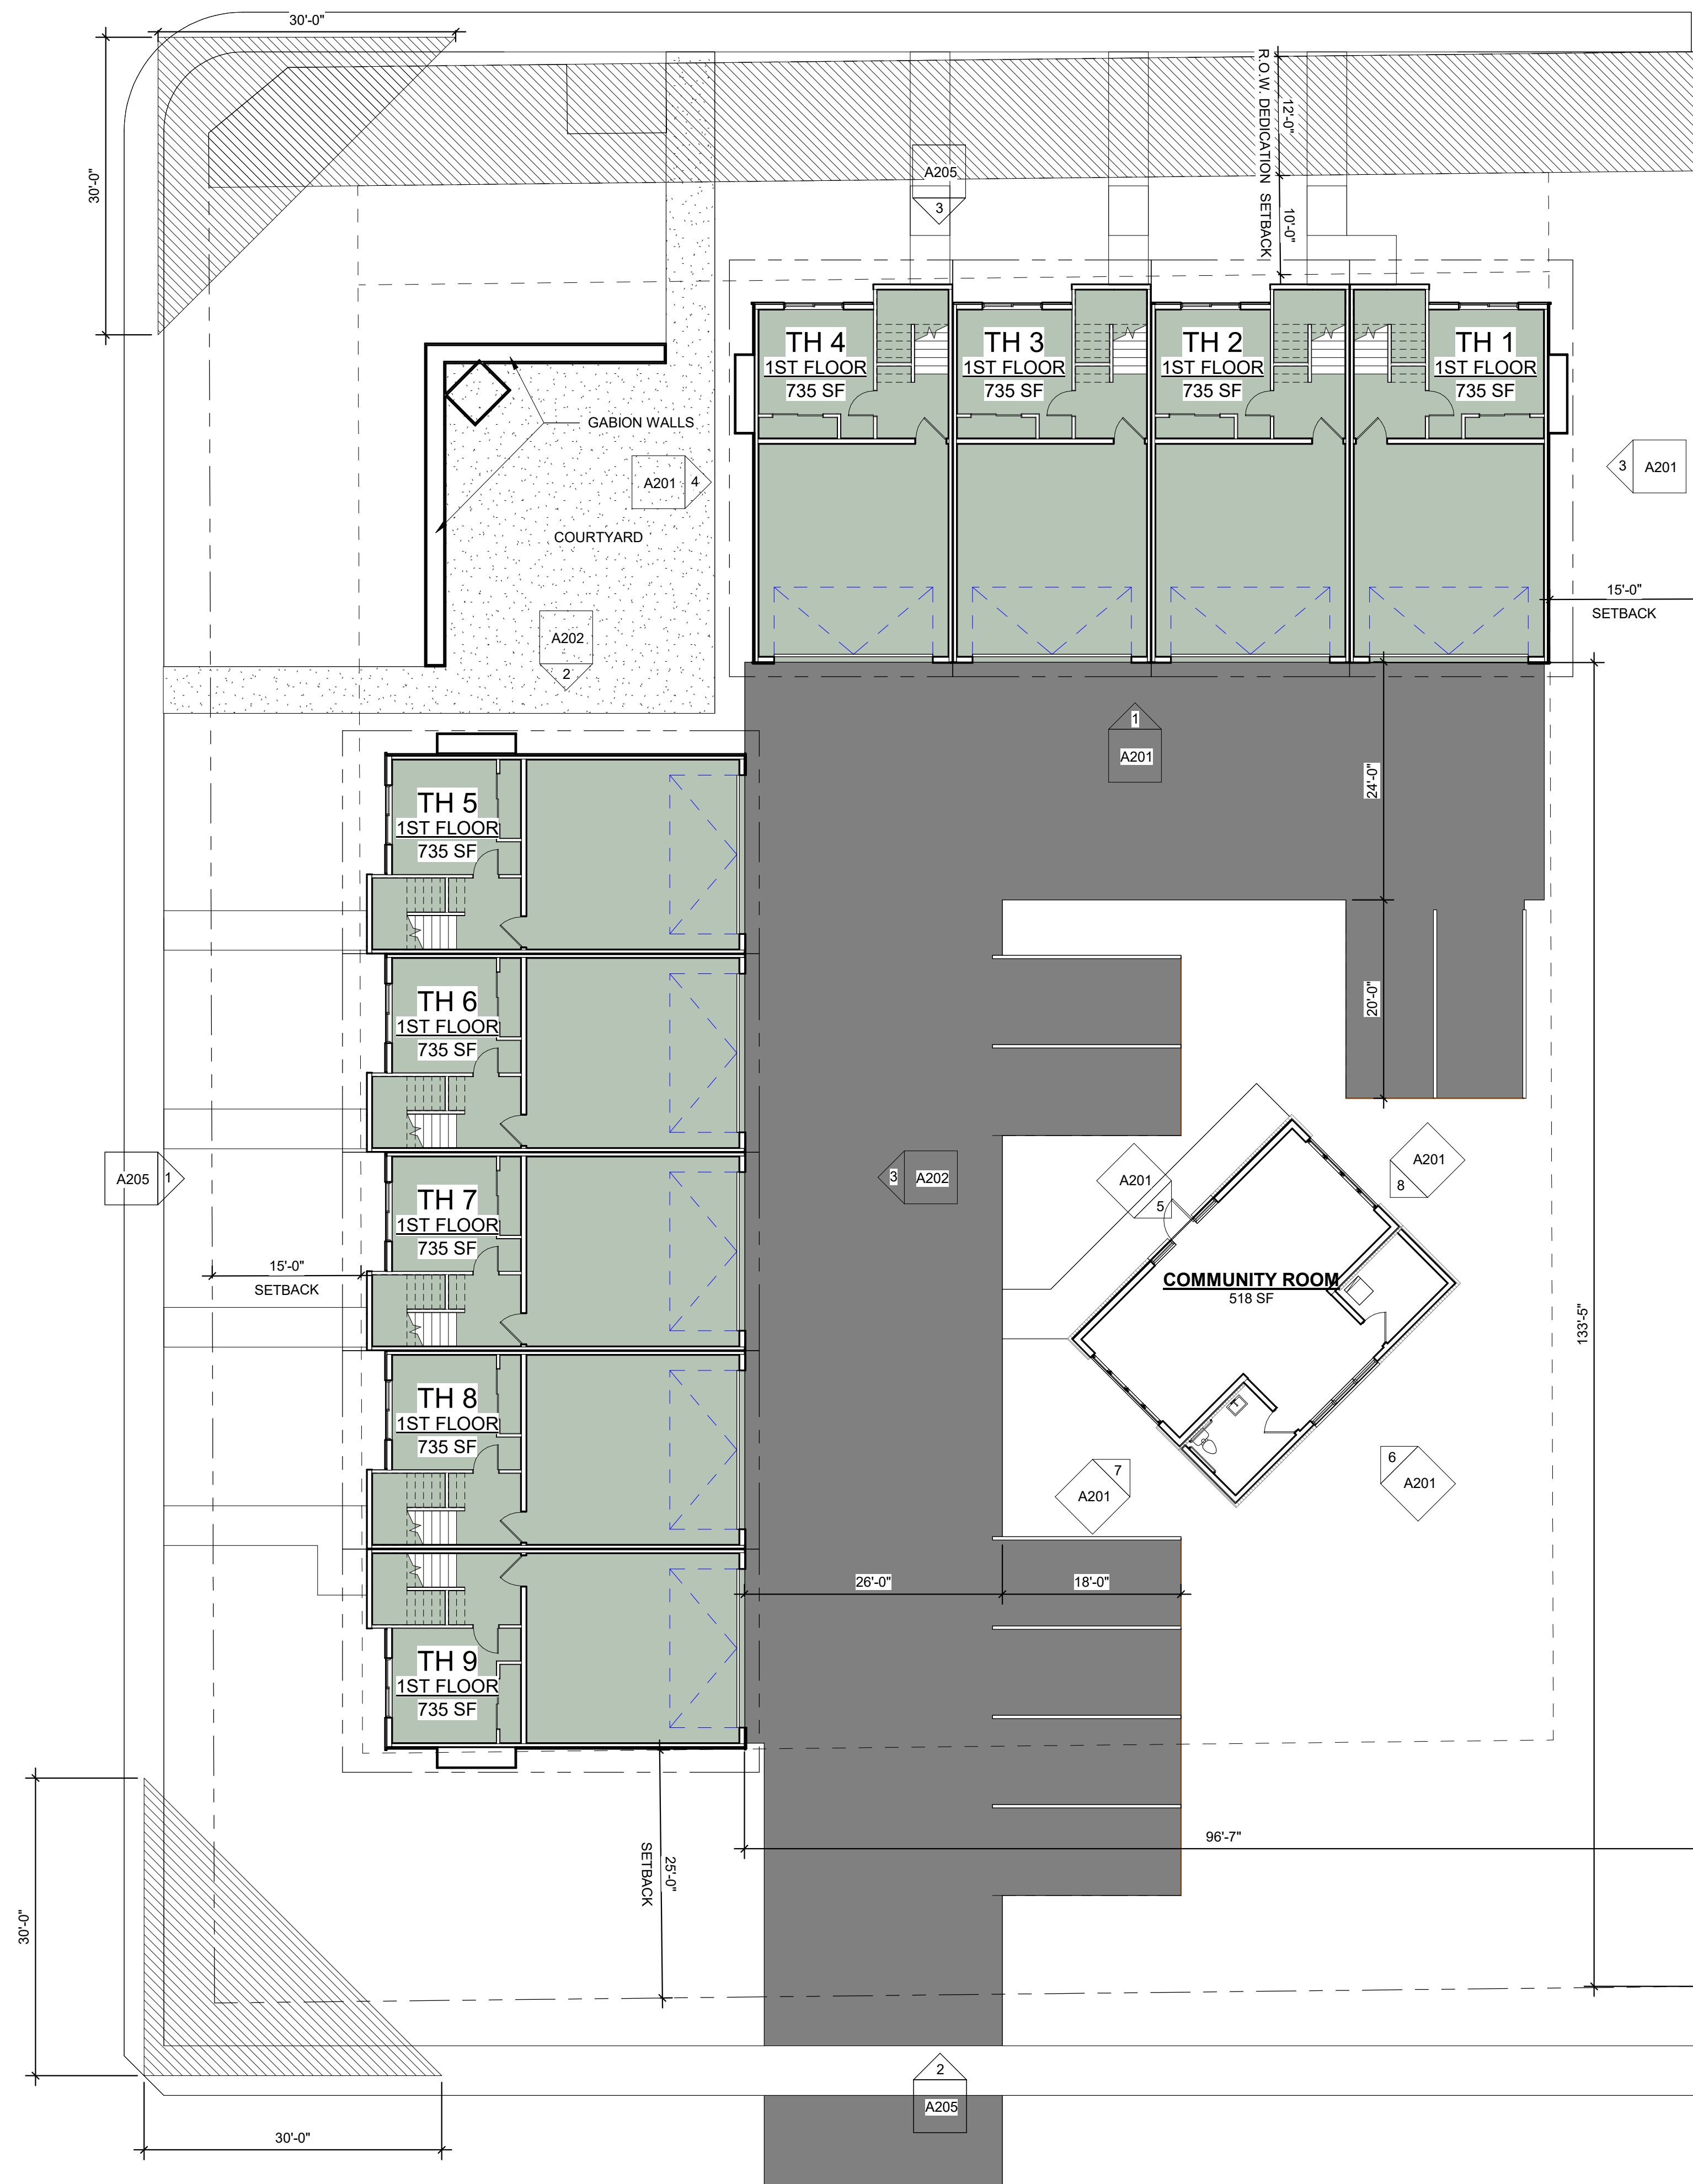 30'-0"
30'-0"
R.O.W. DEDICATION
12'-0"
SETBACK
10'-0"
A205
3
TH 4
1ST FLOOR
735 SF
TH 3
1ST FLOOR
735 SF
TH 2
1ST FLOOR
735 SF
TH 1
1ST FLOOR
735 SF
GABION WALLS
A201
4
3
A201
COURTYARD
15'-0"
SETBACK
A202
2
1
A201
24'-0"
TH 5
1ST FLOOR
735 SF
TH 6
1ST FLOOR
735 SF
20'-0"
A205
1
3
A202
A201
5
A201
8
TH 7
1ST FLOOR
735 SF
15'-0"
SETBACK
COMMUNITY ROOM
518 SF
133'-5"
TH 8
1ST FLOOR
735 SF
7
A201
6
A201
26'-0"
18'-0"
TH 9
1ST FLOOR
735 SF
96'-7"
25'-0"
SETBACK
30'-0"
2
A205
30'-0"